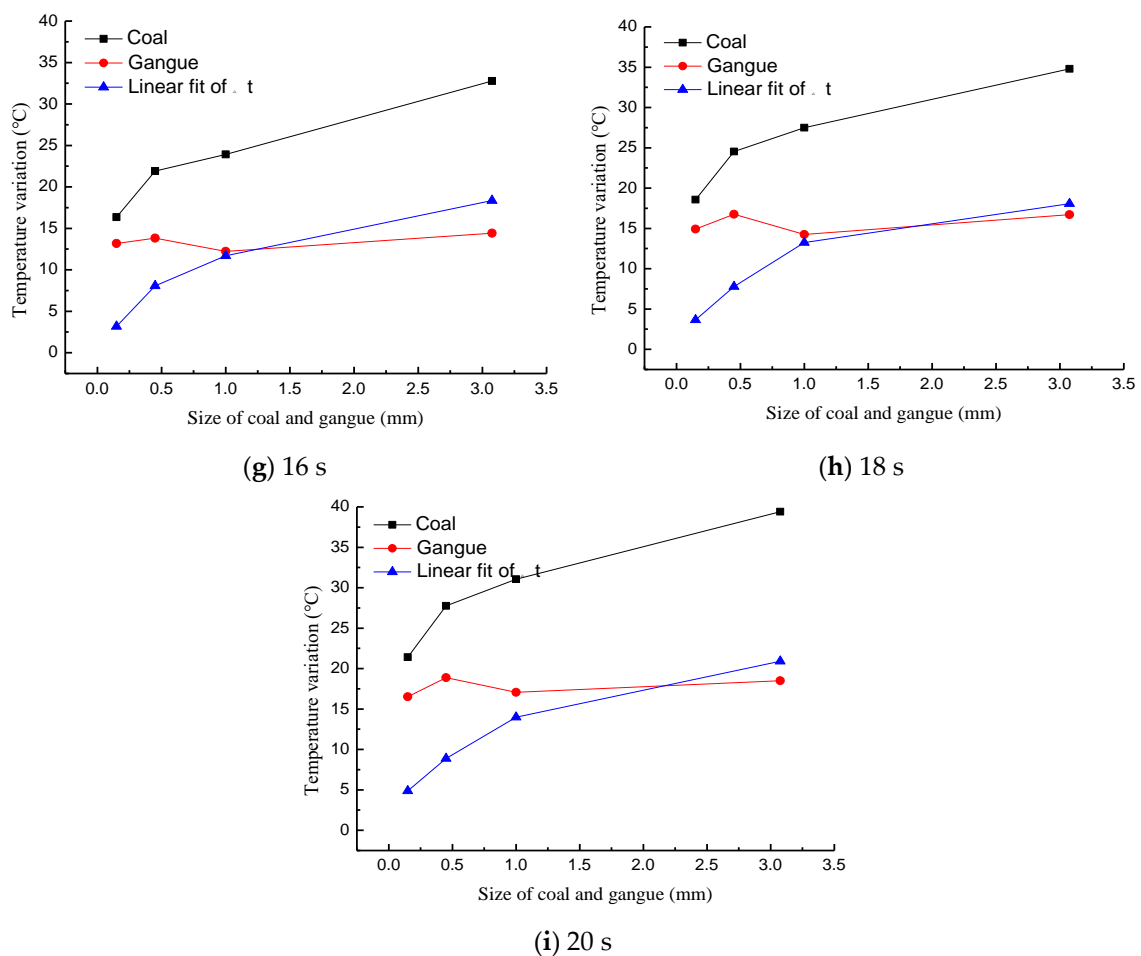 40
35
30
25
20
15
10
5
0
Temperature variation (°C)
Coal
Gangue
Linear fit of t
0.0 0.5 1.0 1.5 2.0 2.5 3.0 3.5
Size of coal and gangue (mm)
(g) 16 s
40
35
30
25
20
15
10
5
0
Temperature variation (°C)
Coal
Gangue
Linear fit of t
0.0 0.5 1.0 1.5 2.0 2.5 3.0 3.5
Size of coal and gangue (mm)
(h) 18 s
40
35
30
25
20
15
10
5
0
Temperature variation (°C)
Coal
Gangue
Linear fit of t
0.0 0.5 1.0 1.5 2.0 2.5 3.0 3.5
Size of coal and gangue (mm)
(i) 20 s